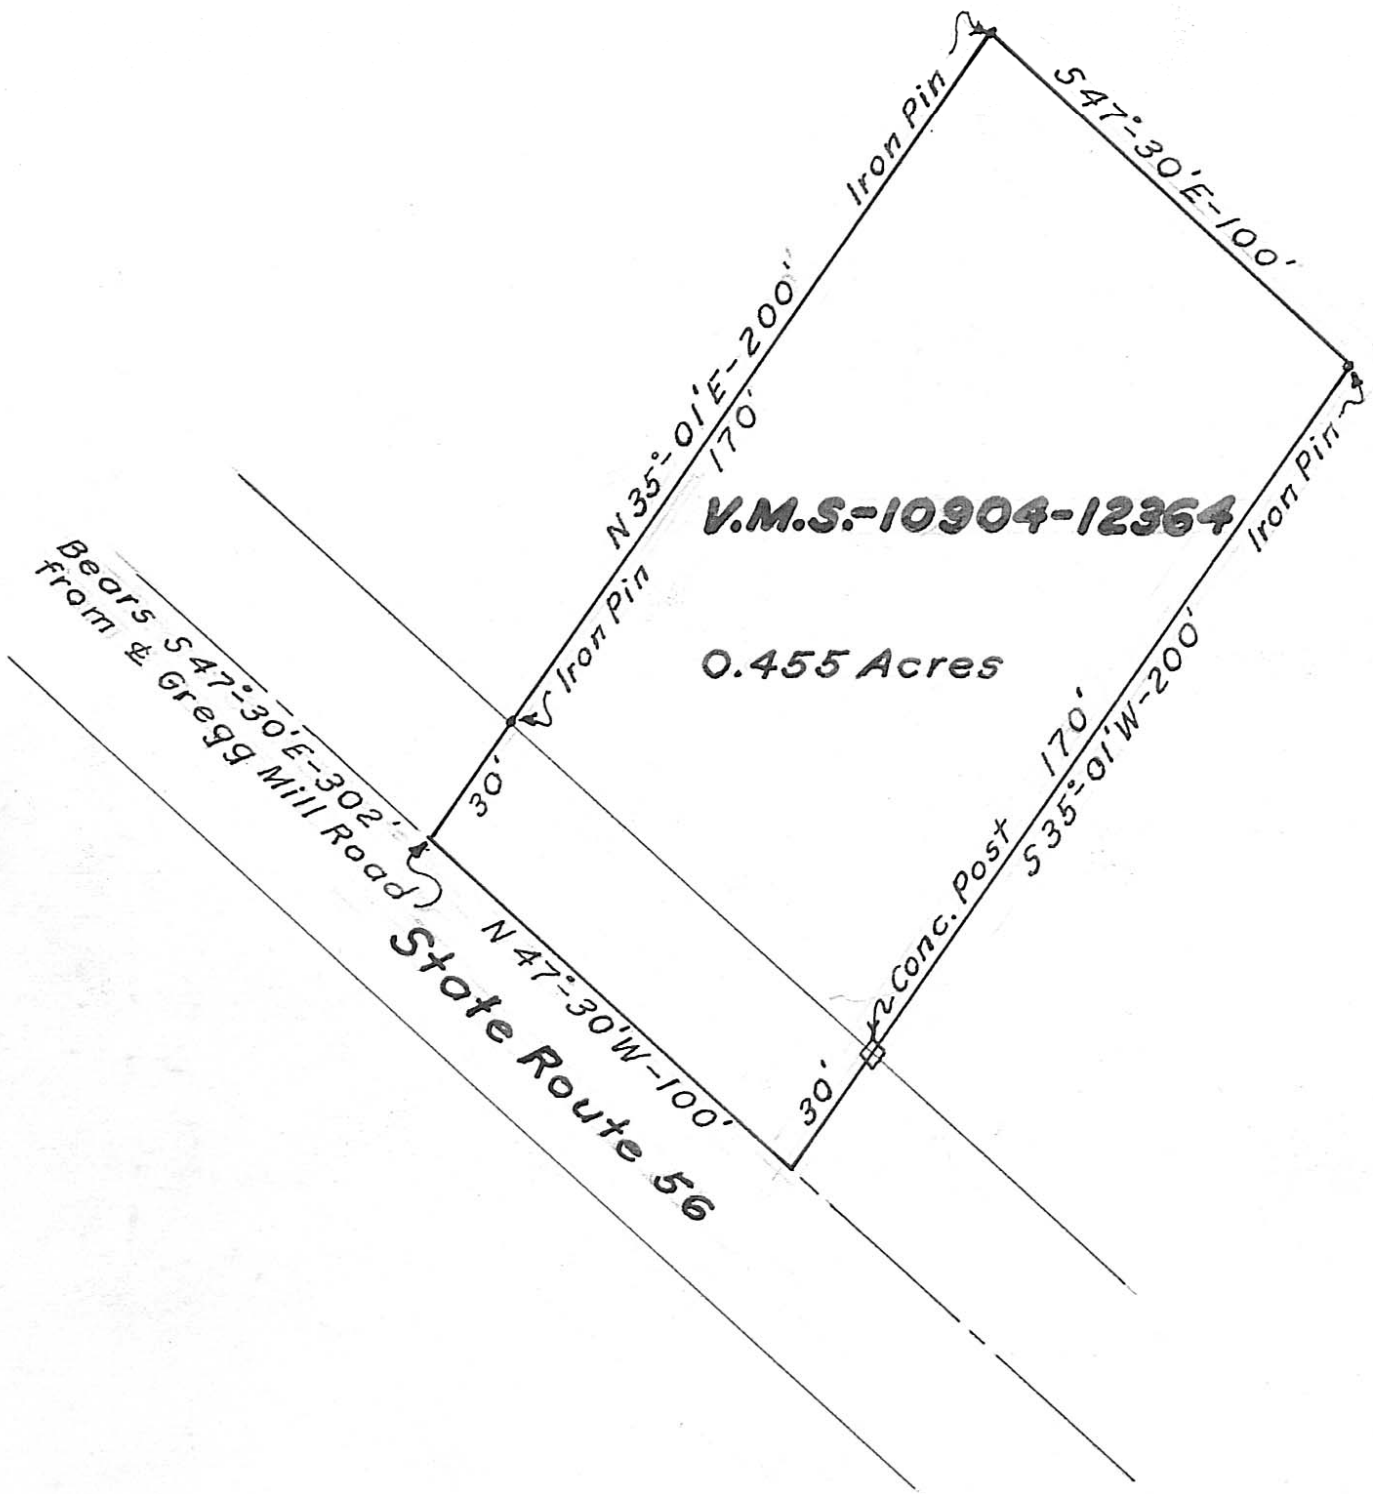 Iron Pin
S 47°-30'E-100'
N 35°-01'E-200'
170'
Iron Pin
V.M.S.-10904-12364
0.455 Acres
Iron Pin
Bears S 47°-30'E-302'
from ℄ Gregg Mill Road
30'
170'
S 35°-01'W-200'
Conc. Post
N 47°-30'W-100'
State Route 56
30'